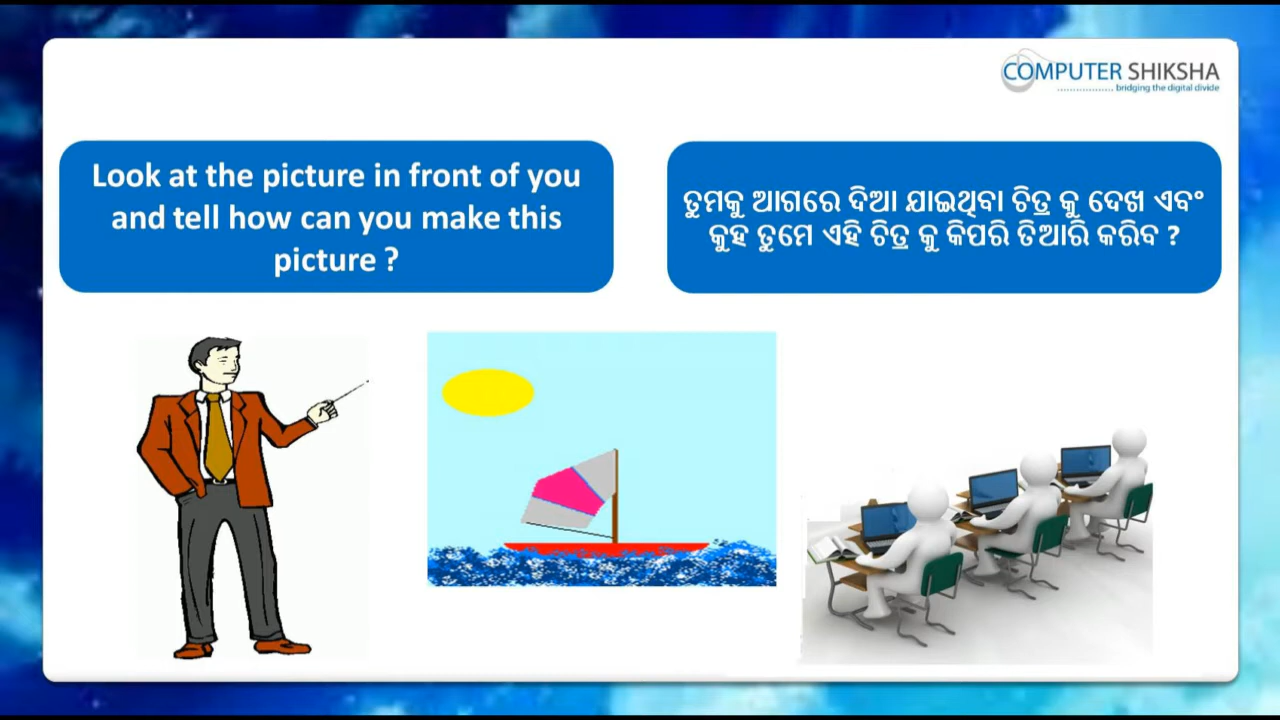 COMPUTER SHIKSHA
.................. bridging the digital divide
Look at the picture in front of you
and tell how can you make this
picture ?
ତୁମକୁ ଆଗରେ ଦିଆ ଯାଇଥିବା ଚିତ୍ର କୁ ଦେଖ ଏବଂ
କୁହ ତୁମେ ଏହି ଚିତ୍ର କୁ କିପରି ତିଆରି କରିବ ?